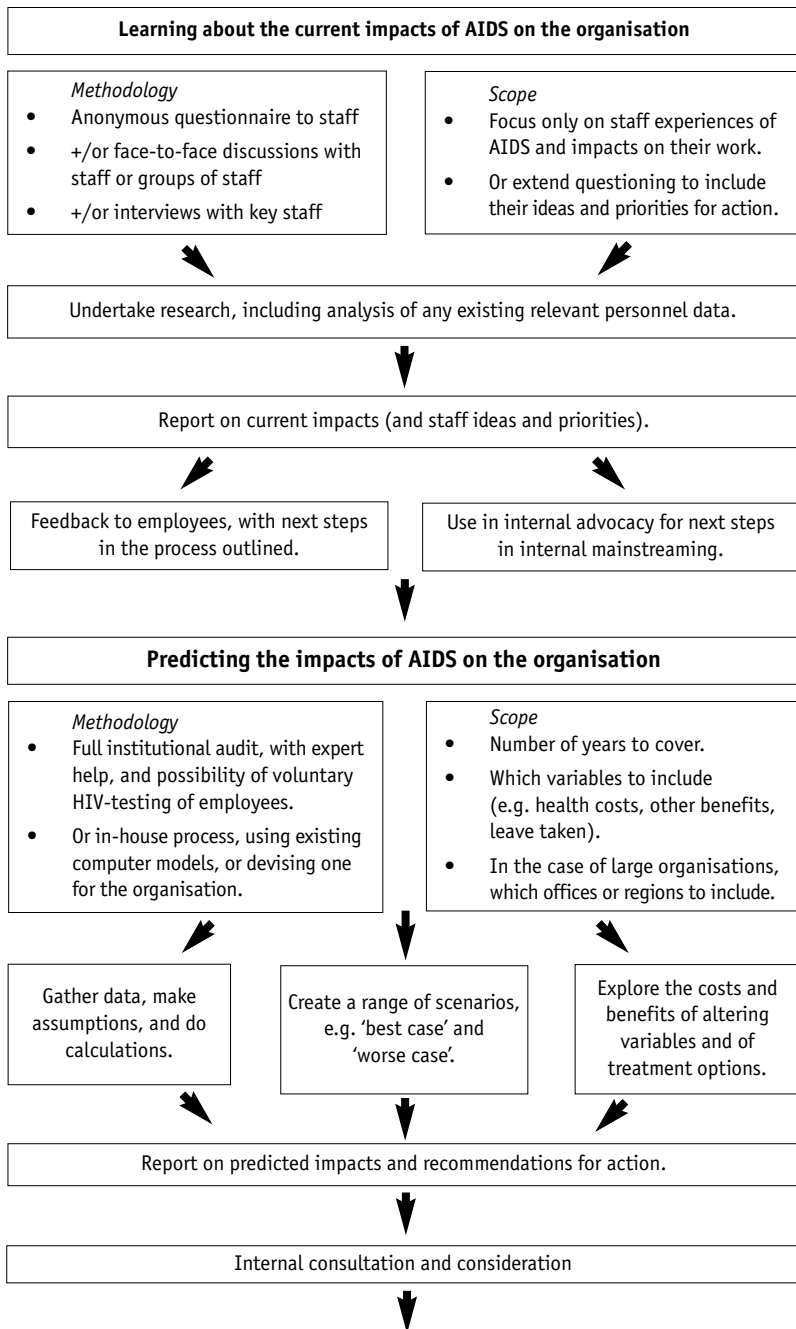 Learning about the current impacts of AIDS on the organisation
Methodology
• Anonymous questionnaire to staff
• +/or face-to-face discussions with
staff or groups of staff
• +/or interviews with key staff
Scope
• Focus only on staff experiences of
AIDS and impacts on their work.
• Or extend questioning to include
their ideas and priorities for action.
Undertake research, including analysis of any existing relevant personnel data.
Report on current impacts (and staff ideas and priorities).
Feedback to employees, with next steps
in the process outlined.
Use in internal advocacy for next steps
in internal mainstreaming.
Predicting the impacts of AIDS on the organisation
Methodology
• Full institutional audit, with expert
help, and possibility of voluntary
HIV-testing of employees.
• Or in-house process, using existing
computer models, or devising one
for the organisation.
Scope
• Number of years to cover.
• Which variables to include
(e.g. health costs, other benefits,
leave taken).
• In the case of large organisations,
which offices or regions to include.
Gather data, make
assumptions, and do
calculations.
Create a range of scenarios,
e.g. ‘best case’ and
‘worse case’.
Explore the costs and
benefits of altering
variables and of
treatment options.
Report on predicted impacts and recommendations for action.
Internal consultation and consideration